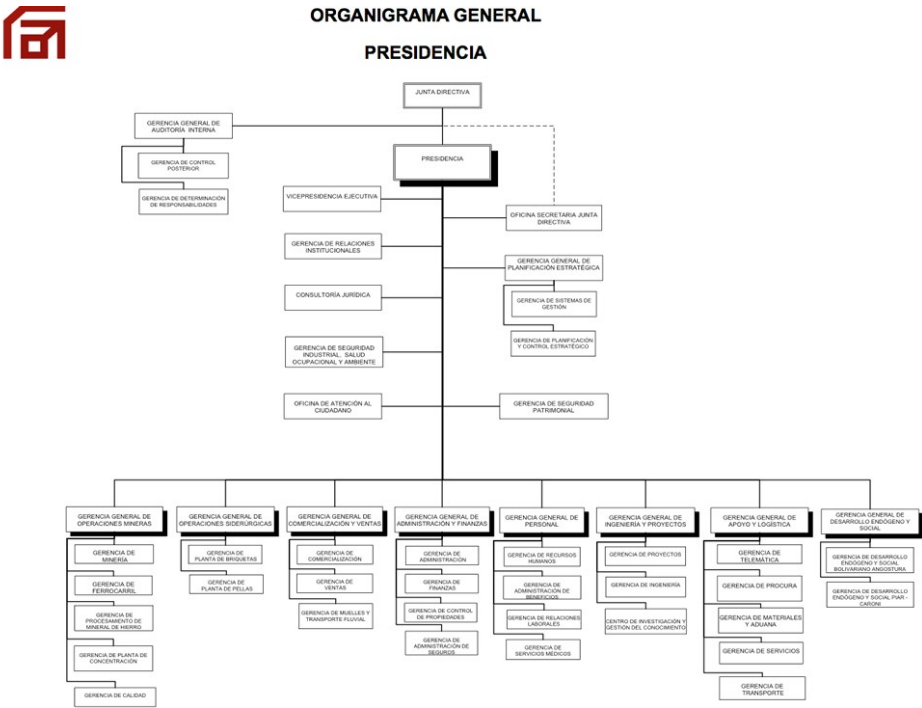 ORGANIGRAMA GENERAL
PRESIDENCIA
JUNTA DIRECTIVA
GERENCIA GENERAL DE
AUDITORÍA INTERNA
GERENCIA DE CONTROL
POSTERIOR
GERENCIA DE DETERMINACIÓN
DE RESPONSABILIDADES
PRESIDENCIA
VICEPRESIDENCIA EJECUTIVA
OFICINA SECRETARIA JUNTA
DIRECTIVA
GERENCIA DE RELACIONES
INSTITUCIONALES
GERENCIA GENERAL DE
PLANIFICACIÓN ESTRATÉGICA
GERENCIA DE SISTEMAS DE
GESTIÓN
GERENCIA DE PLANIFICACIÓN
Y CONTROL ESTRATÉGICO
CONSULTORÍA JURÍDICA
GERENCIA DE SEGURIDAD
INDUSTRIAL, SALUD
OCUPACIONAL Y AMBIENTE
OFICINA DE ATENCIÓN AL
CIUDADANO
GERENCIA DE SEGURIDAD
PATRIMONIAL
GERENCIA GENERAL DE
OPERACIONES MINERAS
GERENCIA DE
MINERÍA
GERENCIA DE
FERROCARRIL
GERENCIA DE
PROCESAMIENTO DE
MINERAL DE HIERRO
GERENCIA DE PLANTA DE
CONCENTRACIÓN
GERENCIA DE CALIDAD
GERENCIA GENERAL DE
OPERACIONES SIDERÚRGICAS
GERENCIA DE
PLANTA DE BRIQUETAS
GERENCIA DE
PLANTA DE PELLAS
GERENCIA GENERAL DE
COMERCIALIZACIÓN Y VENTAS
GERENCIA DE
COMERCIALIZACIÓN
GERENCIA DE
VENTAS
GERENCIA DE MUELLES Y
TRANSPORTE FLUVIAL
GERENCIA GENERAL DE
ADMINISTRACIÓN Y FINANZAS
GERENCIA DE
ADMINISTRACIÓN
GERENCIA DE
FINANZAS
GERENCIA DE CONTROL
DE PROPIEDADES
GERENCIA DE
ADMINISTRACIÓN DE
SEGUROS
GERENCIA GENERAL DE
PERSONAL
GERENCIA DE RECURSOS
HUMANOS
GERENCIA DE
ADMINISTRACIÓN DE
BENEFICIOS
GERENCIA DE RELACIONES
LABORALES
GERENCIA DE
SERVICIOS MÉDICOS
GERENCIA GENERAL DE
INGENIERÍA Y PROYECTOS
GERENCIA DE PROYECTOS
GERENCIA DE INGENIERÍA
CENTRO DE INVESTIGACIÓN Y
GESTIÓN DEL CONOCIMIENTO
GERENCIA GENERAL DE
APOYO Y LOGÍSTICA
GERENCIA DE
TELEMÁTICA
GERENCIA DE PROCURA
GERENCIA DE MATERIALES
Y ADUANA
GERENCIA DE SERVICIOS
GERENCIA DE
TRANSPORTE
GERENCIA GENERAL DE
DESARROLLO ENDÓGENO Y
SOCIAL
GERENCIA DE DESARROLLO
ENDÓGENO Y SOCIAL
BOLIVARIANO ANGOSTURA
GERENCIA DE DESARROLLO
ENDÓGENO Y SOCIAL PIAR -
CARONI